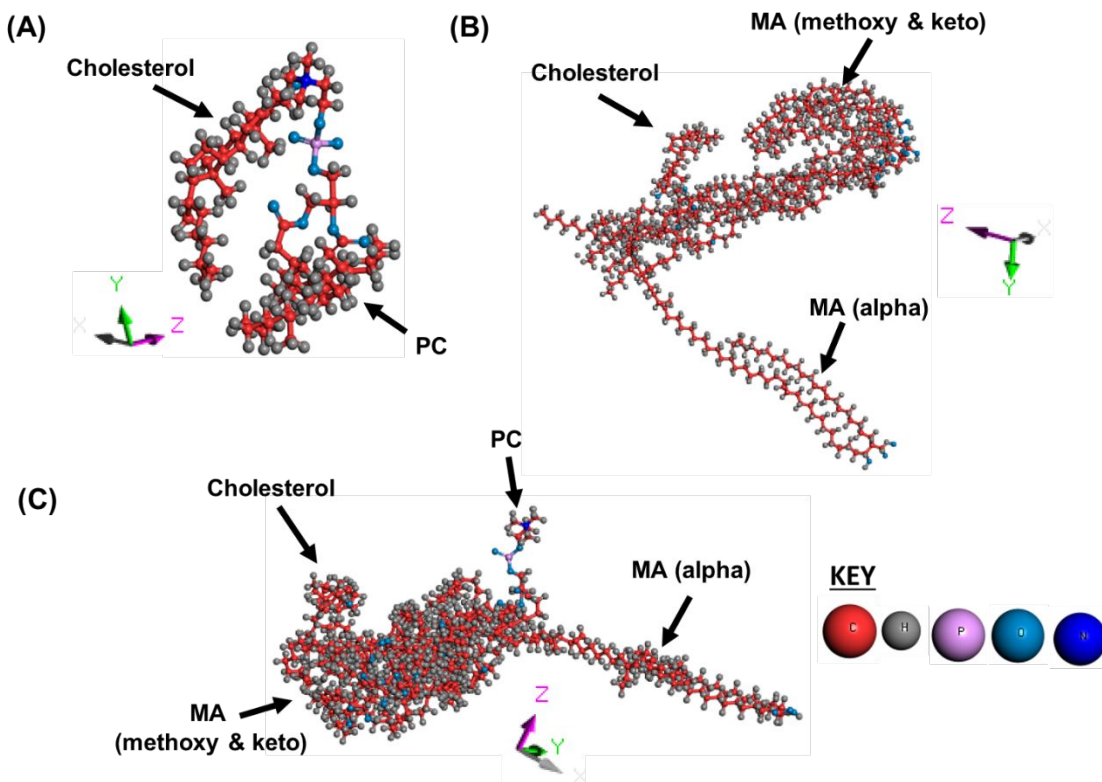 (A)
Cholesterol
PC
Y
X
Z
(B)
MA (methoxy & keto)
Cholesterol
MA (alpha)
Z
X
Y
(C)
PC
Cholesterol
MA (alpha)
MA
(methoxy & keto)
Z
Y
X
KEY
C H P O N